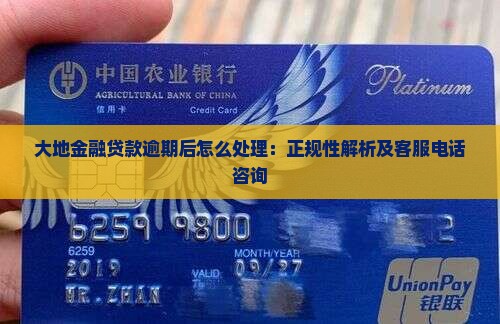 中国农业银行
AGRICULTURAL BANK OF CHINA
信用卡 Credit Card
Platinum
大地金融贷款逾期后怎么处理：正规性解析及客服电话
咨询
6259 9800 2
6259 MONTH/YEAR
2019 VALID 09/27
MR.ZHAN
UnionPay
银联